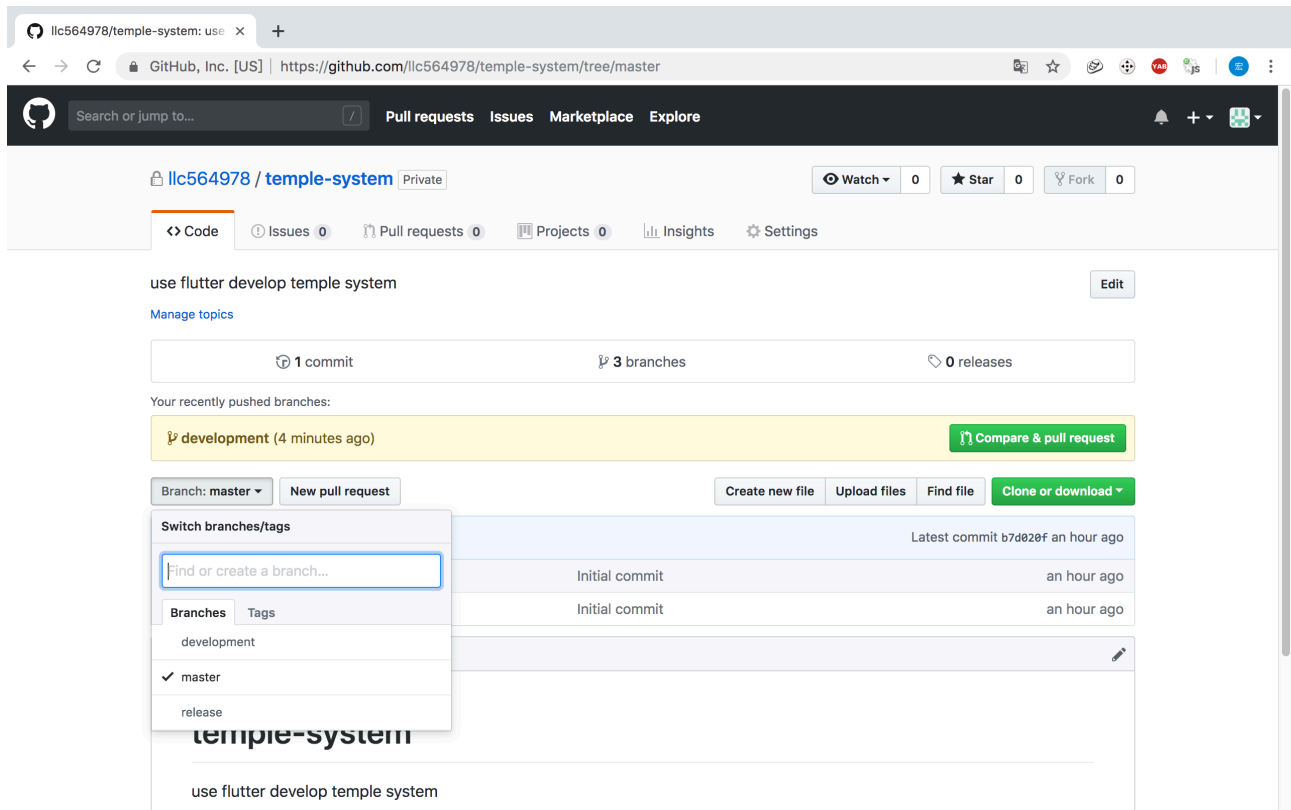 llc564978/temple-system: use
GitHub, Inc. [US] | https://github.com/llc564978/temple-system/tree/master
YAB
js
宏
Search or jump to... /
Pull requests Issues Marketplace Explore
llc564978 / temple-system Private
Watch 0 Star 0 Fork 0
Code Issues 0 Pull requests 0 Projects 0 Insights Settings
use flutter develop temple system
Edit
Manage topics
1 commit 3 branches 0 releases
Your recently pushed branches:
development (4 minutes ago) Compare & pull request
Branch: master New pull request Create new file Upload files Find file Clone or download
Switch branches/tags
Latest commit b7d020f an hour ago
Find or create a branch...
Initial commit an hour ago
Initial commit an hour ago
Branches Tags
development
master
release
temple-system
use flutter develop temple system